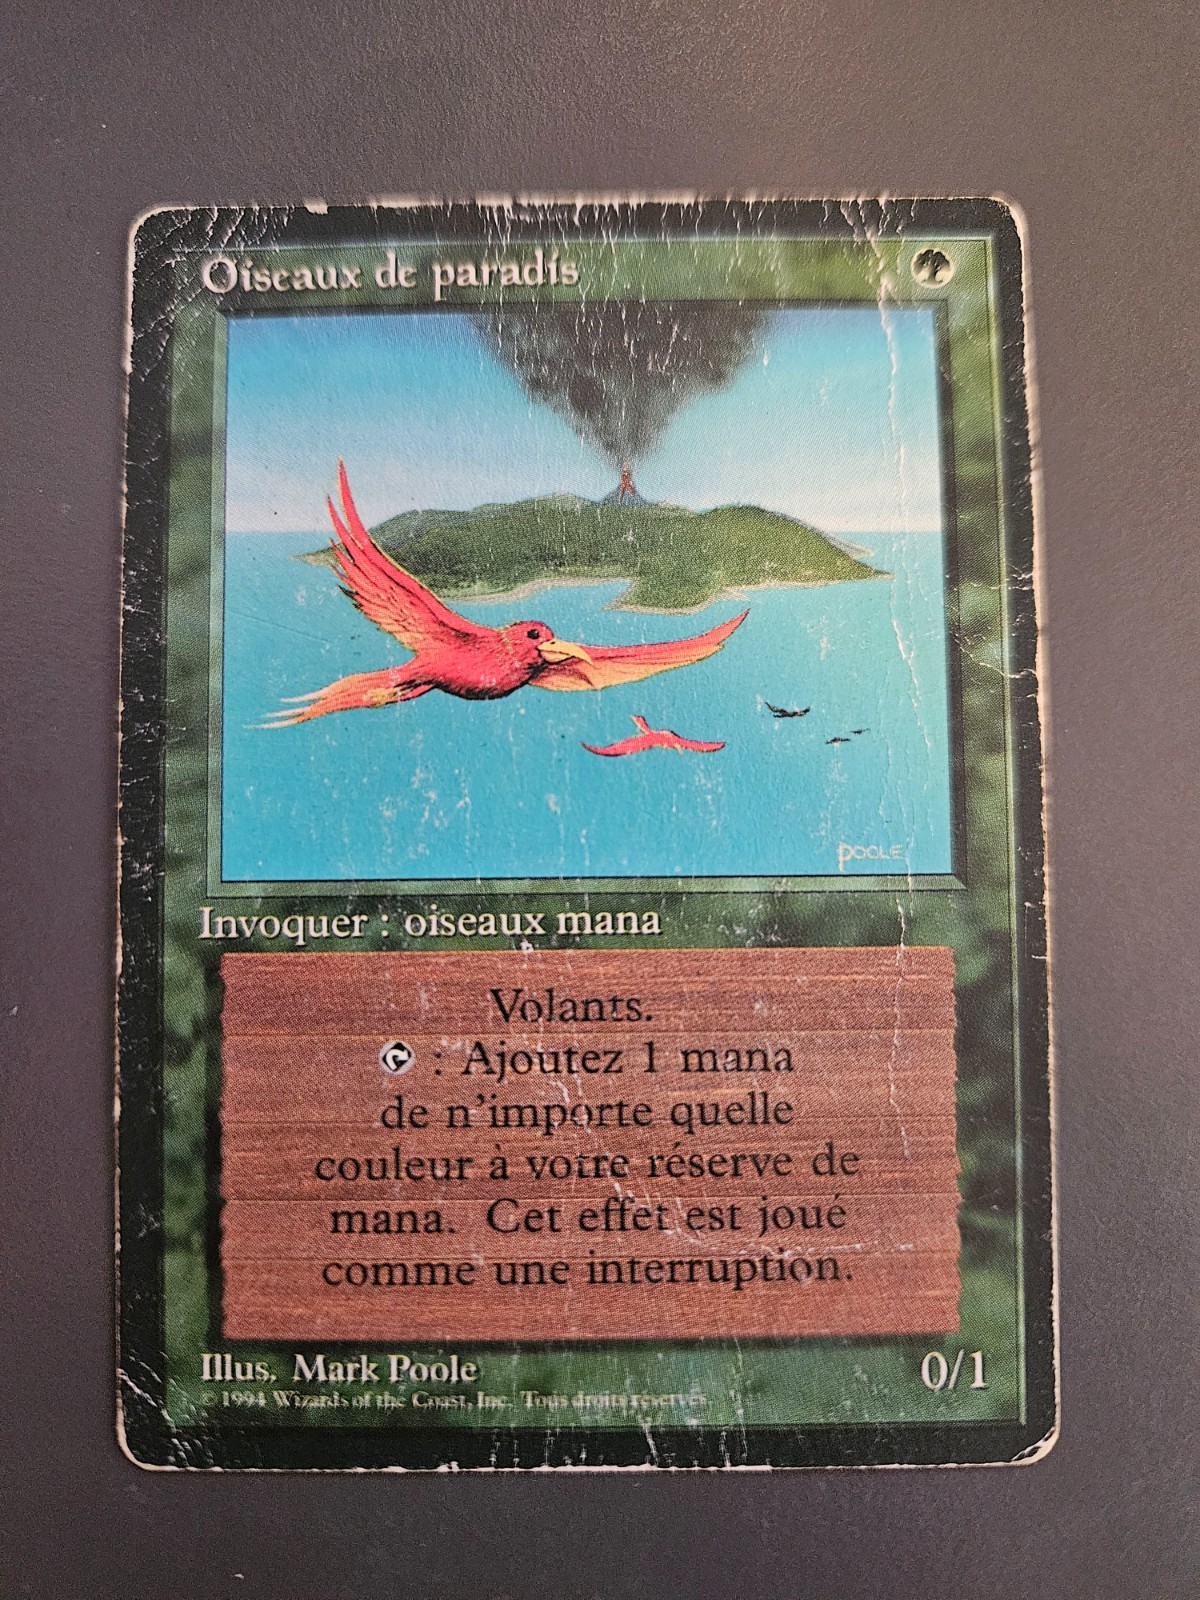 Oiseaux de paradis
POOLE
Invoquer : oiseaux mana
Volants.
: Ajoutez 1 mana
de n'importe quelle
couleur à votre réserve de
mana. Cet effet est joué
comme une interruption.
Illus. Mark Poole
0/1
© 1994 Wizards of the Coast, Inc. Tous droits réservés